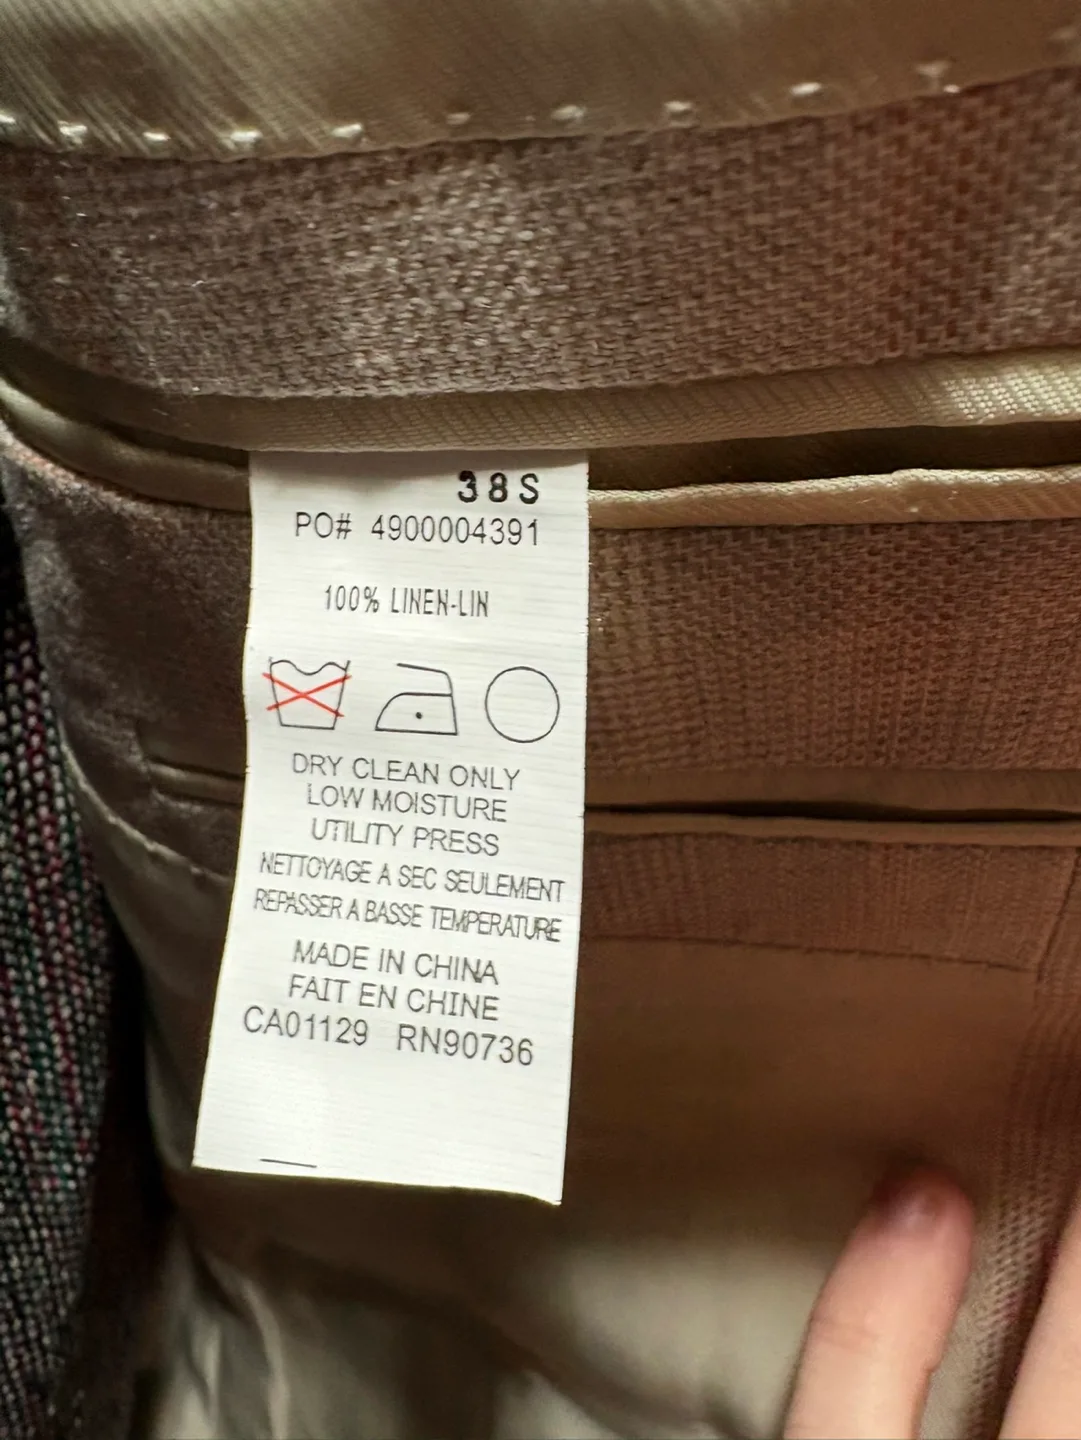 38S
PO# 4900004391
100% LINEN-LIN
DRY CLEAN ONLY
LOW MOISTURE
UTILITY PRESS
NETTOYAGE A SEC SEULEMENT
REPASSER A BASSE TEMPERATURE
MADE IN CHINA
FAIT EN CHINE
CA01129 RN90736